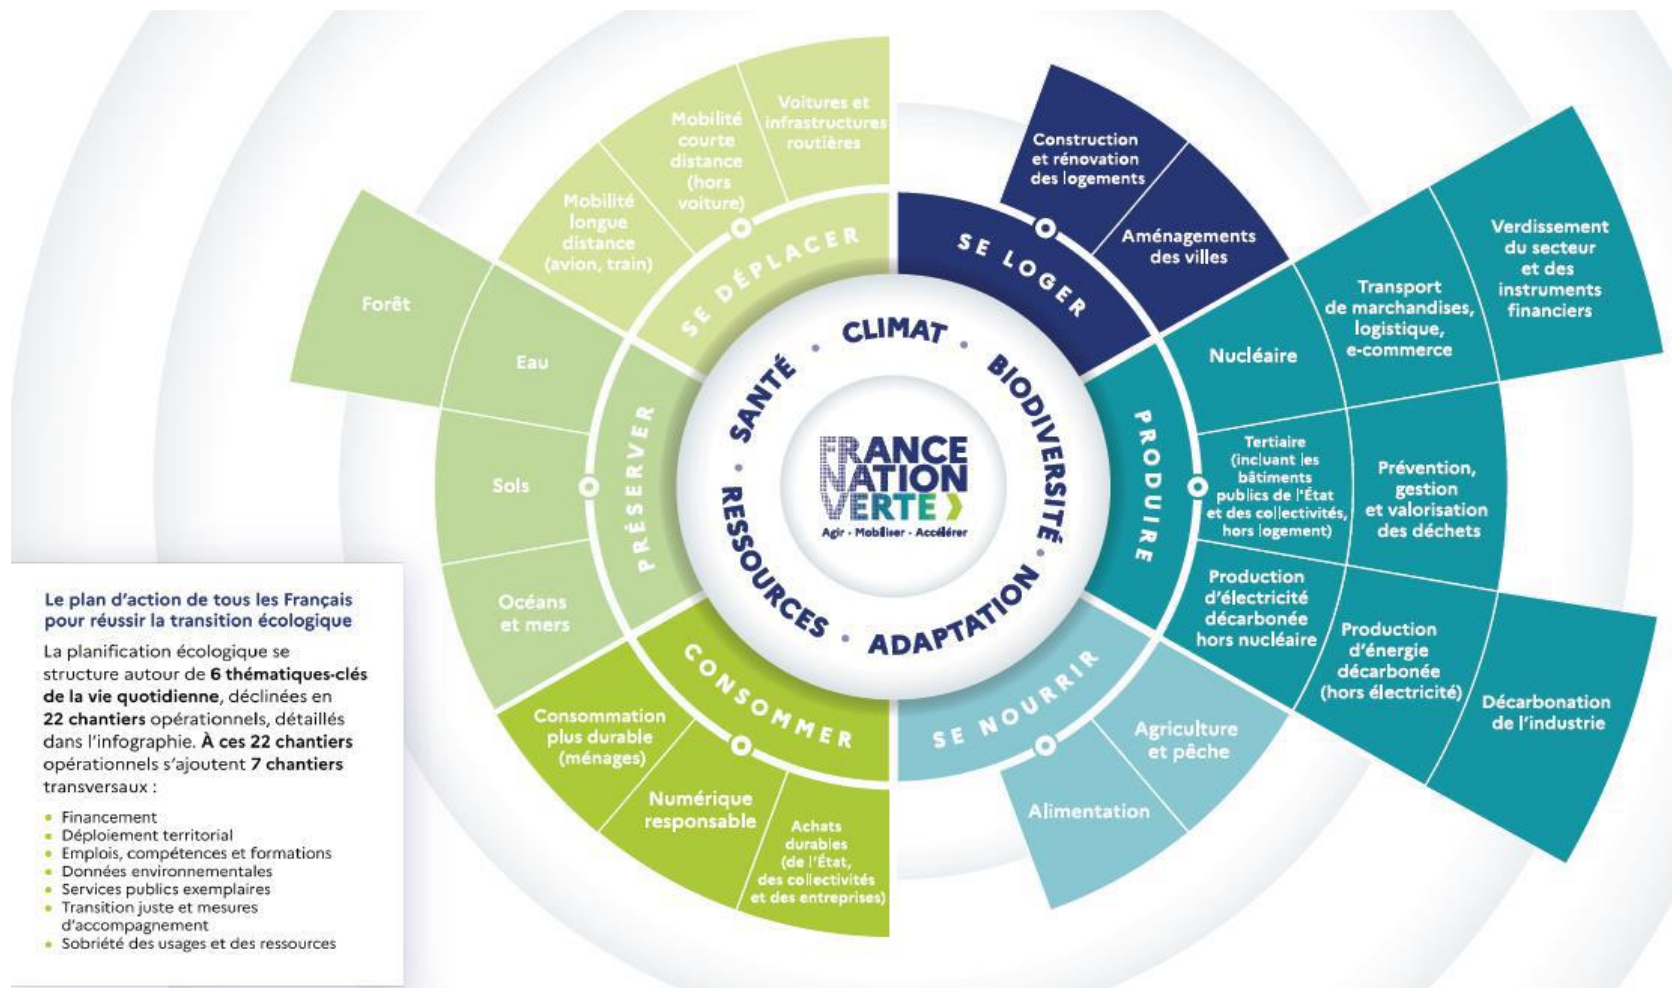 Voitures et
infrastructures
routières
Mobilité
courte
distance
(hors
voiture)
Mobilité
longue
distance
(avion, train)
SE DÉPLACER
Construction
et rénovation
des logements
Aménagements
des villes
SE LOGER
Verdissement
du secteur
et des
instruments
financiers
Transport
de marchandises,
logistique,
e-commerce
Nucléaire
Tertiaire
(incluant les
bâtiments
publics de l'État
et des collectivités,
hors logement)
Prévention,
gestion
et valorisation
des déchets
Production
d'électricité
décarbonée
hors nucléaire
Production
d'énergie
décarbonée
(hors électricité)
Décarbonation
de l'industrie
PRODUIRE
Agriculture
et pêche
Alimentation
SE NOURRIR
Consommation
plus durable
(ménages)
Numérique
responsable
Achats
durables
(de l'État,
des collectivités
et des entreprises)
CONSOMMER
Forêt
Eau
Sols
Océans
et mers
PRÉSERVER
CLIMAT • BIODIVERSITÉ • ADAPTATION • RESSOURCES • SANTÉ •
FRANCE
NATION
VERTE
Agir • Mobiliser • Accélérer
Le plan d'action de tous les Français
pour réussir la transition écologique
La planification écologique se
structure autour de 6 thématiques-clés
de la vie quotidienne, déclinées en
22 chantiers opérationnels, détaillés
dans l'infographie. À ces 22 chantiers
opérationnels s'ajoutent 7 chantiers
transversaux :
• Financement
• Déploiement territorial
• Emplois, compétences et formations
• Données environnementales
• Services publics exemplaires
• Transition juste et mesures
d'accompagnement
• Sobriété des usages et des ressources